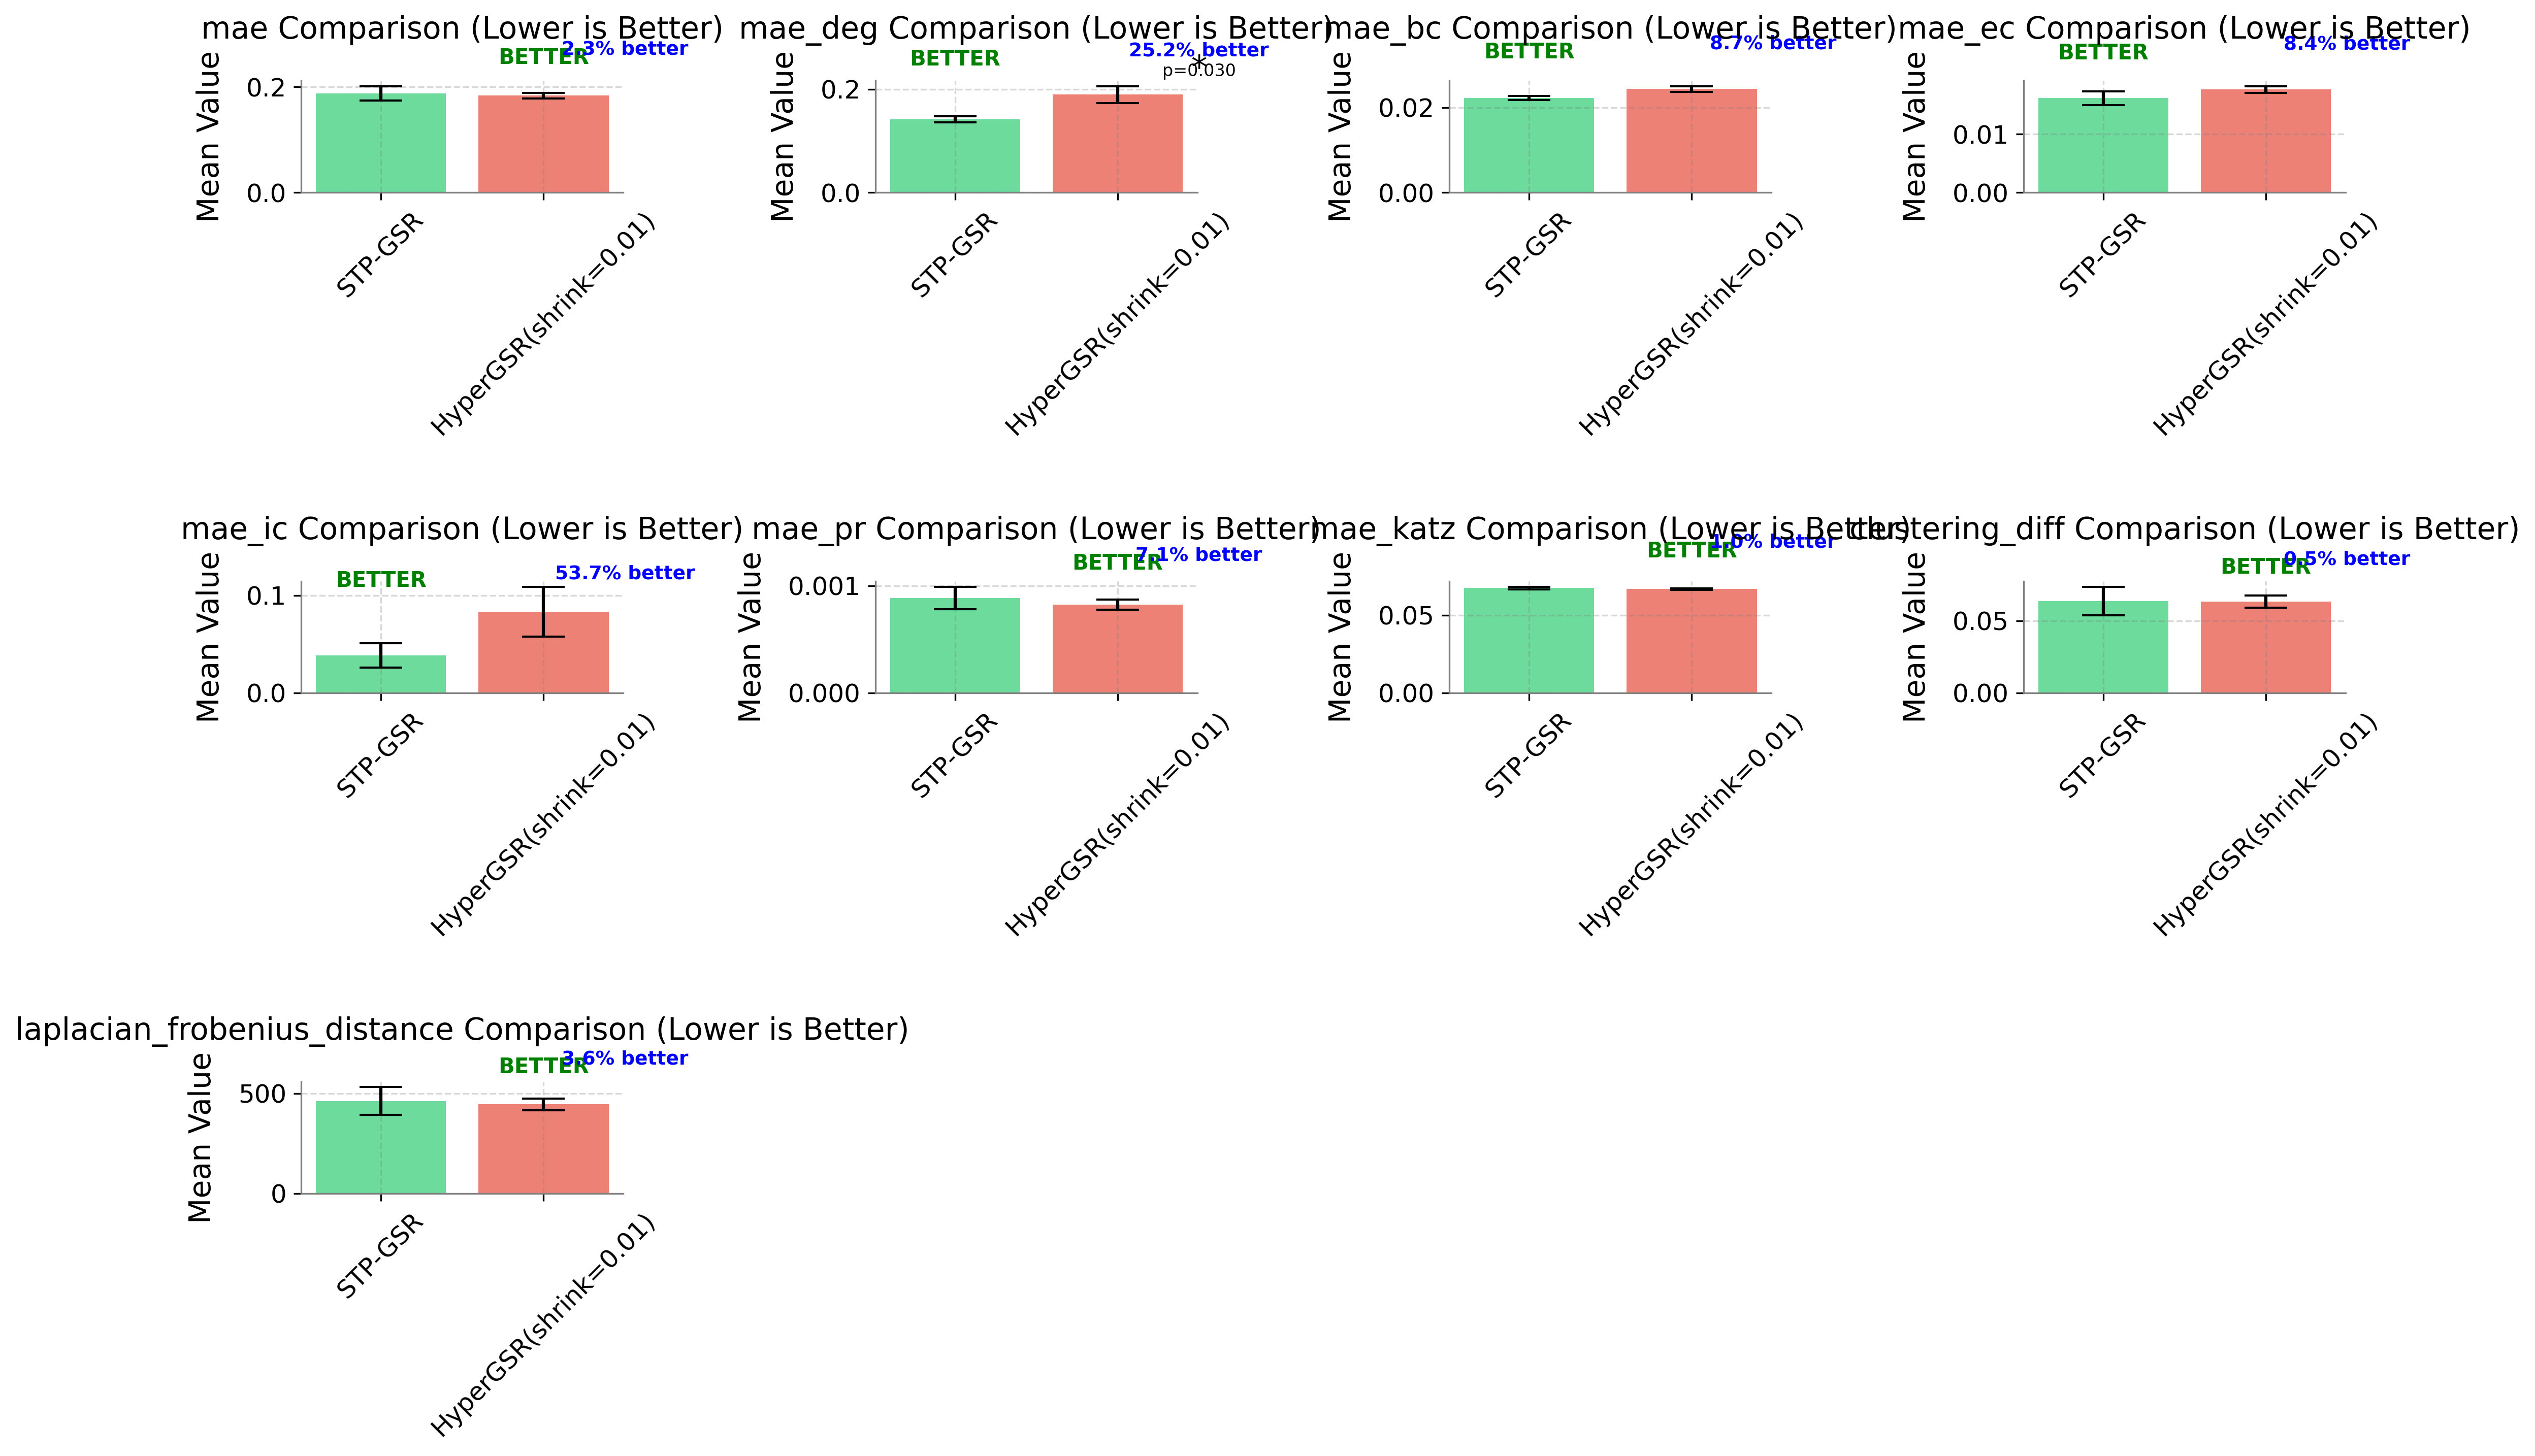 mae Comparison (Lower is Better)
2.3% better
BETTER
Mean Value
0.2
0.0
STP-GSR
HyperGSR(shrink=0.01)
mae_deg Comparison (Lower is Better)
25.2% better
BETTER
*
p=0.030
Mean Value
0.2
0.0
STP-GSR
HyperGSR(shrink=0.01)
mae_bc Comparison (Lower is Better)
8.7% better
BETTER
Mean Value
0.02
0.00
STP-GSR
HyperGSR(shrink=0.01)
mae_ec Comparison (Lower is Better)
8.4% better
BETTER
Mean Value
0.01
0.00
STP-GSR
HyperGSR(shrink=0.01)
mae_ic Comparison (Lower is Better)
53.7% better
BETTER
Mean Value
0.1
0.0
STP-GSR
HyperGSR(shrink=0.01)
mae_pr Comparison (Lower is Better)
7.1% better
BETTER
Mean Value
0.001
0.000
STP-GSR
HyperGSR(shrink=0.01)
mae_katz Comparison (Lower is Better)
1.0% better
BETTER
Mean Value
0.05
0.00
STP-GSR
HyperGSR(shrink=0.01)
clustering_diff Comparison (Lower is Better)
0.5% better
BETTER
Mean Value
0.05
0.00
STP-GSR
HyperGSR(shrink=0.01)
laplacian_frobenius_distance Comparison (Lower is Better)
3.6% better
BETTER
Mean Value
500
0
STP-GSR
HyperGSR(shrink=0.01)